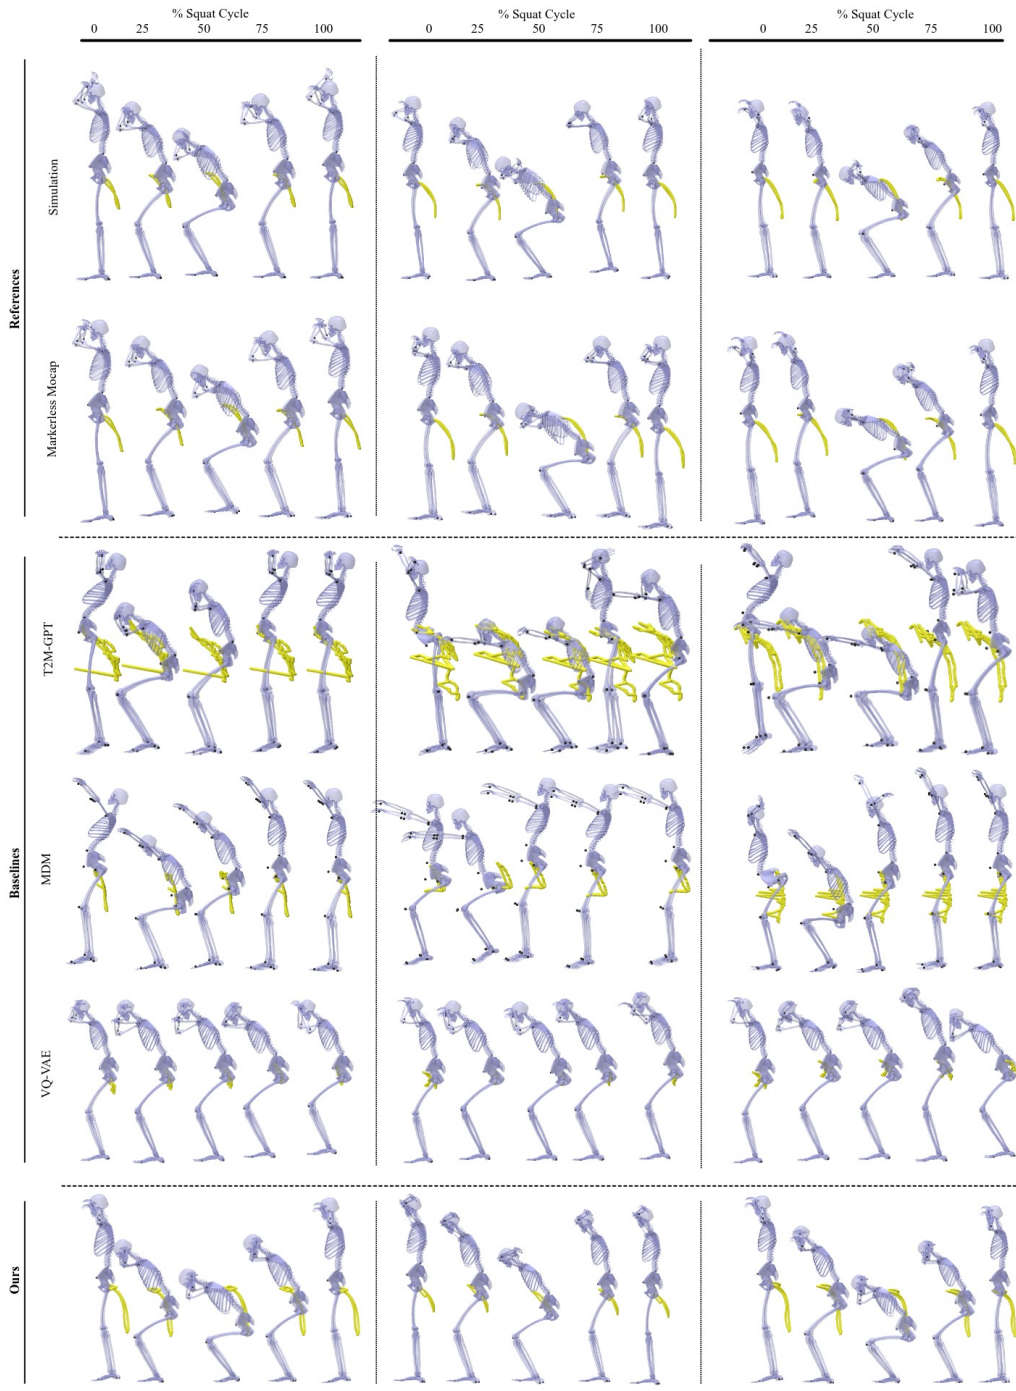 % Squat Cycle
0 25 50 75 100
% Squat Cycle
0 25 50 75 100
% Squat Cycle
0 25 50 75 100
References
Simulation
Markerless Mocap
Baselines
T2M-GPT
MDM
VQ-VAE
Ours